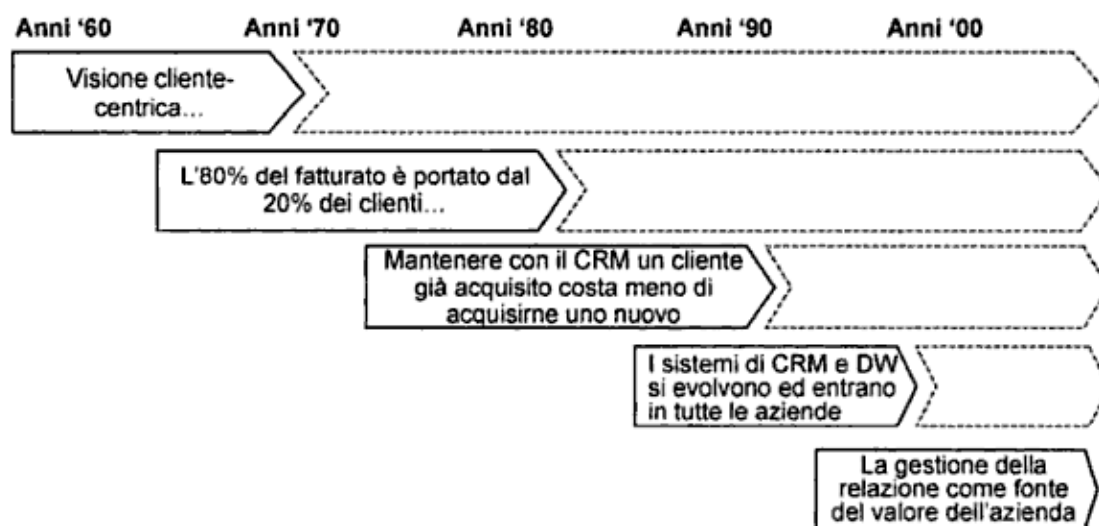 Anni '60 Anni '70 Anni '80 Anni '90 Anni '00
Visione cliente-
centrica...
L'80% del fatturato è portato dal
20% dei clienti...
Mantenere con il CRM un cliente
già acquisito costa meno di
acquisirne uno nuovo
I sistemi di CRM e DW
si evolvono ed entrano
in tutte le aziende
La gestione della
relazione come fonte
del valore dell'azienda